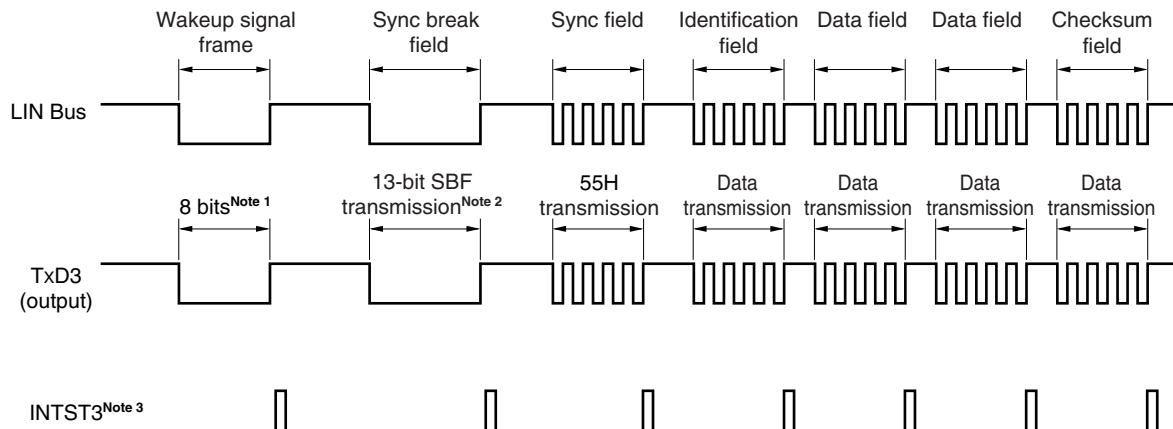 Wakeup signal frame
Sync break field
Sync field
Identification field
Data field
Data field
Checksum field
LIN Bus
8 bitsNote 1
13-bit SBF transmissionNote 2
55H transmission
Data transmission
Data transmission
Data transmission
Data transmission
TxD3 (output)
INTST3Note 3